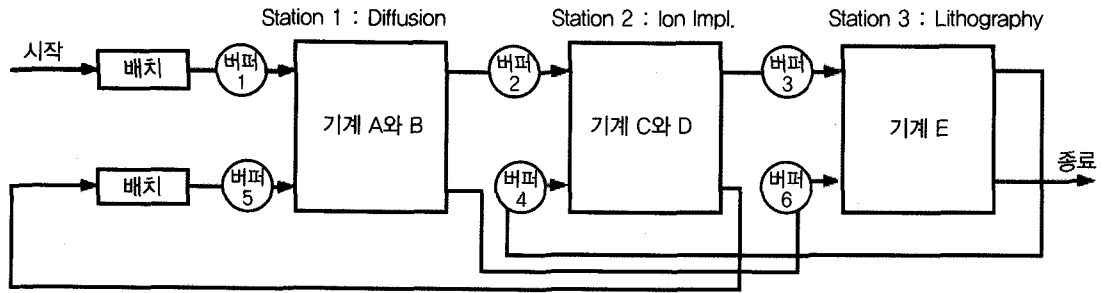 Station 1 : Diffusion
Station 2 : Ion Impl.
Station 3 : Lithography
시작
배치
버퍼
1
기계 A와 B
버퍼
2
기계 C와 D
버퍼
3
기계 E
배치
버퍼
5
버퍼
4
버퍼
6
종료